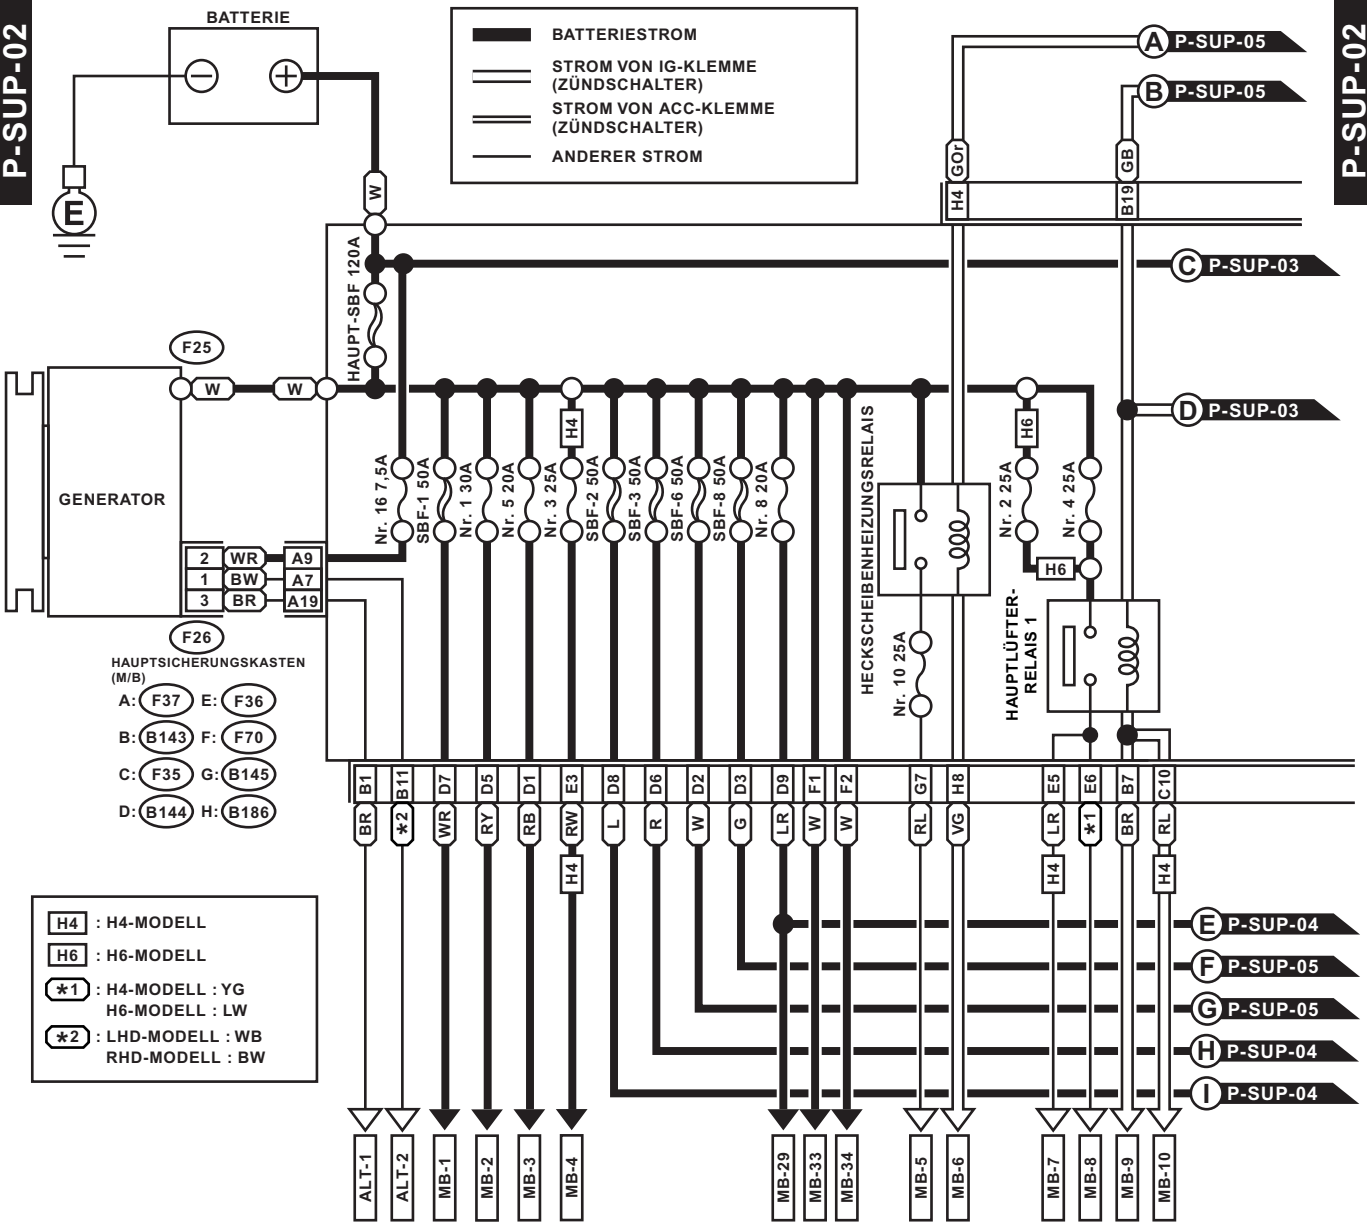 P-SUP-02
P-SUP-02
BATTERIE
BATTERIESTROM
STROM VON IG-KLEMME
(ZÜNDSCHALTER)
STROM VON ACC-KLEMME
(ZÜNDSCHALTER)
ANDERER STROM
A P-SUP-05
B P-SUP-05
GOr
GB
H4
B19
W
E
HAUPT-SBF 120A
C P-SUP-03
F25
W
W
D P-SUP-03
H4
H6
GENERATOR
Nr. 16 7,5A
SBF-1 50A
Nr. 1 30A
Nr. 5 20A
Nr. 3 25A
SBF-2 50A
SBF-3 50A
SBF-6 50A
SBF-8 50A
Nr. 8 20A
HECKSCHEIBENHEIZUNGSRELAIS
Nr. 2 25A
Nr. 4 25A
H6
2 WR A9
1 BW A7
3 BR A19
F26
Nr. 10 25A
HAUPTLÜFTER-
RELAIS 1
HAUPTSICHERUNGSKASTEN
(M/B)
A: F37 E: F36
B: B143 F: F70
C: F35 G: B145
D: B144 H: B186
B1 B11 D7 D5 D1 E3 D8 D6 D2 D3 D9 F1 F2 G7 H8 E5 E6 B7 C10
BR *2 WR RY RB RW L R W G LR W W RL VG LR *1 BR RL
H4 H4 H4
H4 : H4-MODELL
H6 : H6-MODELL
*1 : H4-MODELL : YG
H6-MODELL : LW
*2 : LHD-MODELL : WB
RHD-MODELL : BW
E P-SUP-04
F P-SUP-05
G P-SUP-05
H P-SUP-04
I P-SUP-04
ALT-1 ALT-2 MB-1 MB-2 MB-3 MB-4 MB-29 MB-33 MB-34 MB-5 MB-6 MB-7 MB-8 MB-9 MB-10